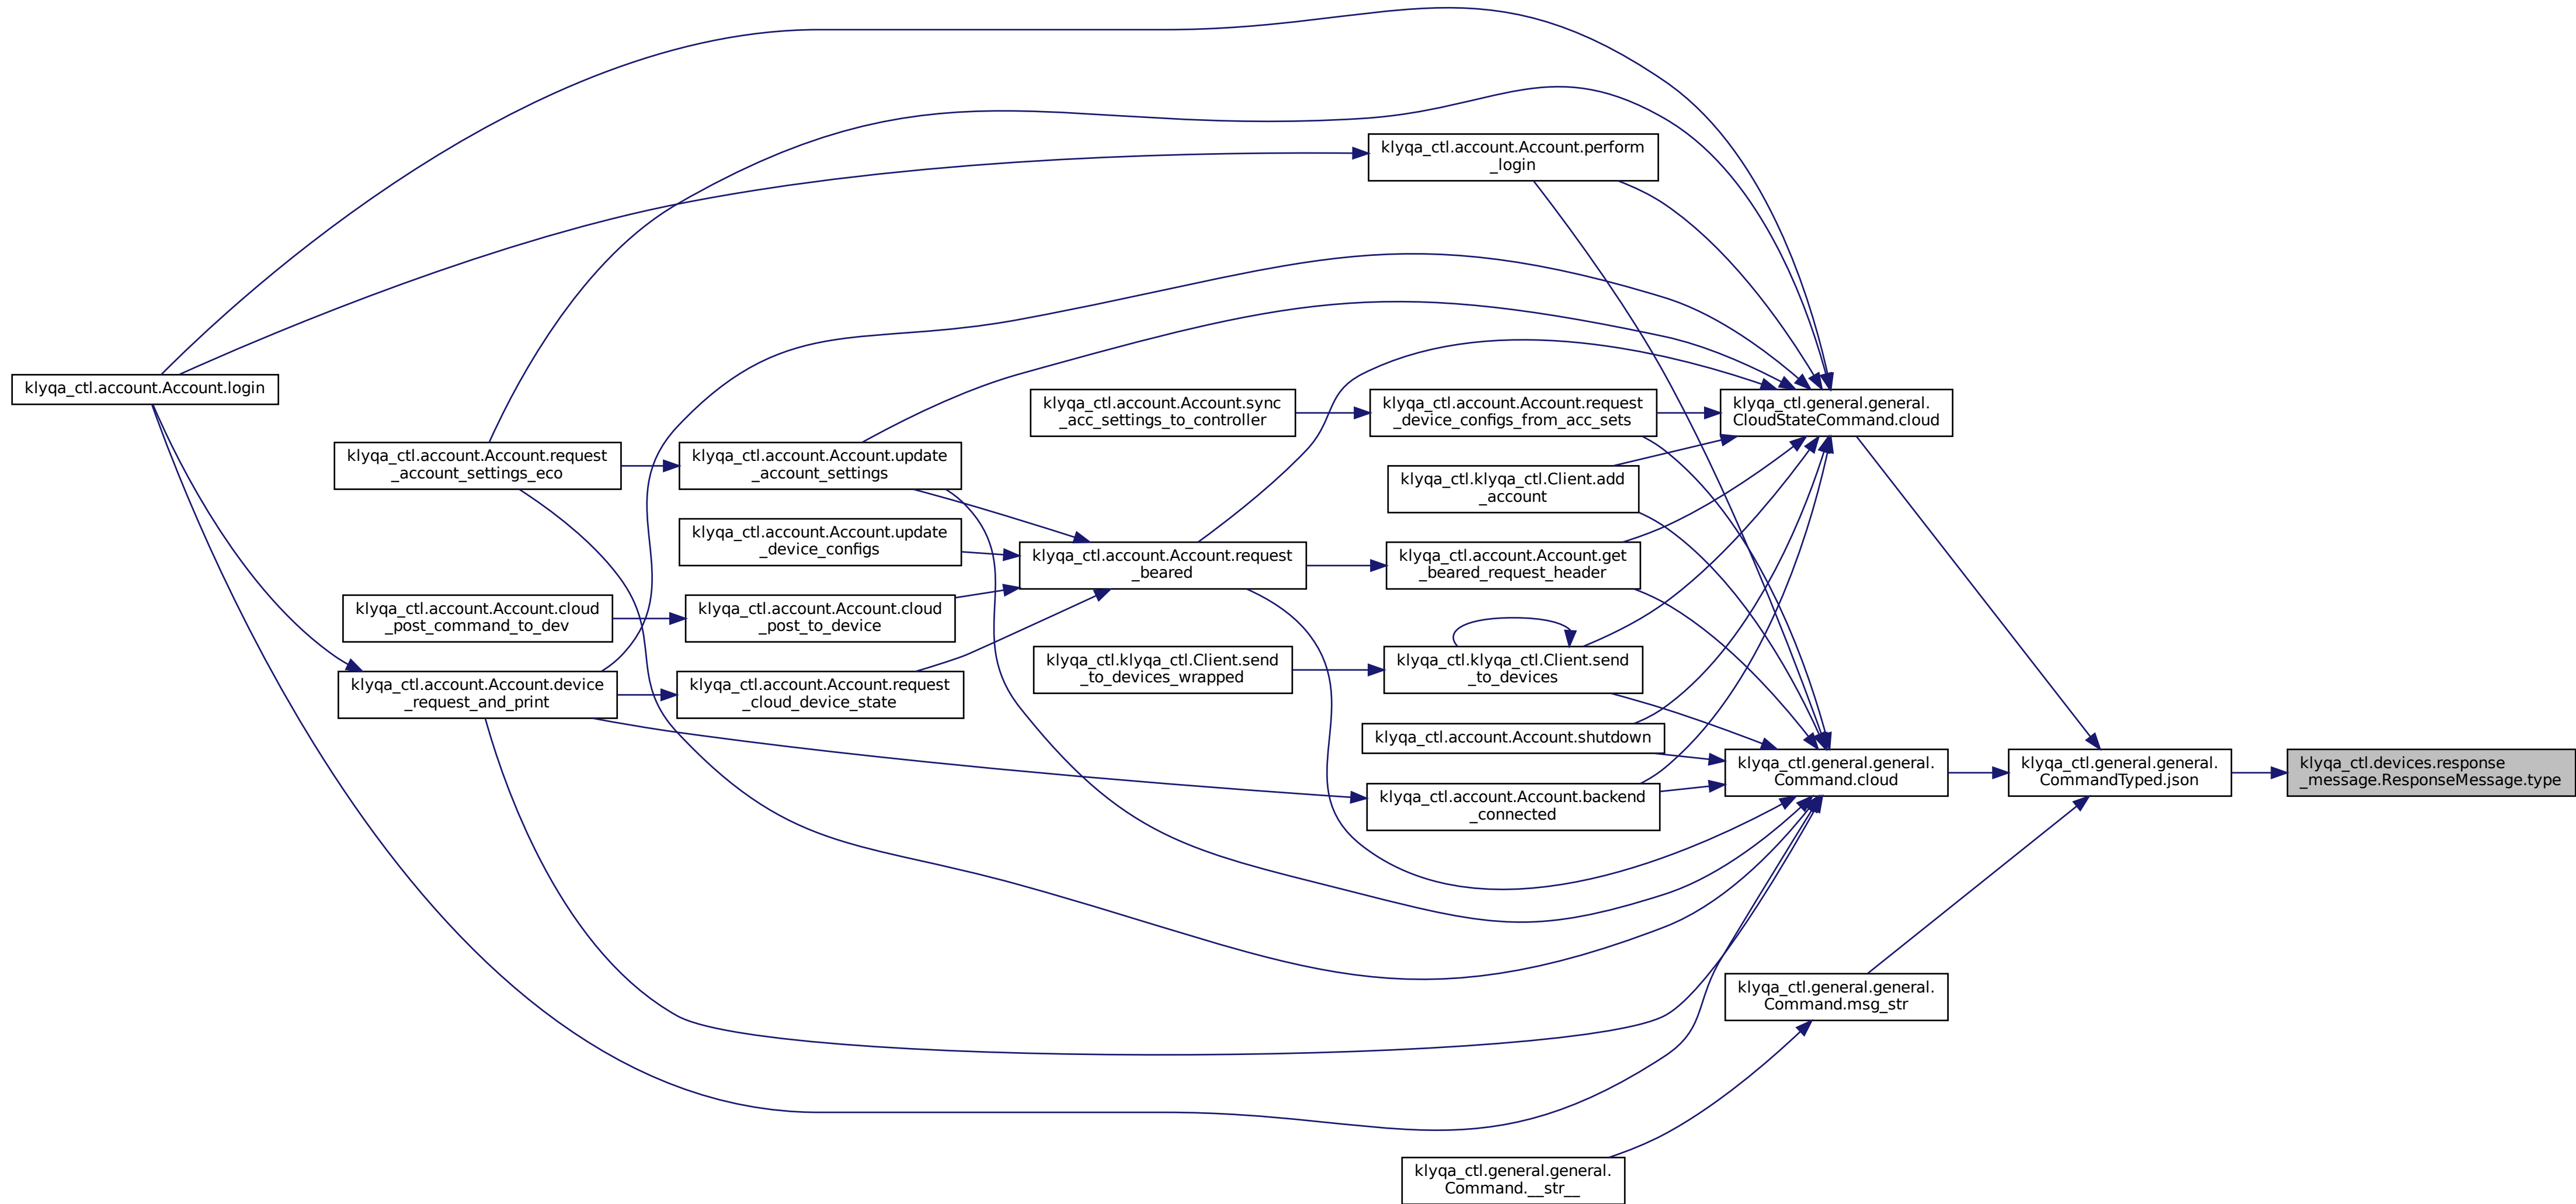 klyqa_ctl.account.Account.perform
_login
klyqa_ctl.account.Account.login
klyqa_ctl.account.Account.sync
_acc_settings_to_controller
klyqa_ctl.account.Account.request
_device_configs_from_acc_sets
klyqa_ctl.general.general.
CloudStateCommand.cloud
klyqa_ctl.account.Account.request
_account_settings_eco
klyqa_ctl.account.Account.update
_account_settings
klyqa_ctl.klyqa_ctl.Client.add
_account
klyqa_ctl.account.Account.update
_device_configs
klyqa_ctl.account.Account.request
_beared
klyqa_ctl.account.Account.get
_beared_request_header
klyqa_ctl.account.Account.cloud
_post_command_to_dev
klyqa_ctl.account.Account.cloud
_post_to_device
klyqa_ctl.klyqa_ctl.Client.send
_to_devices_wrapped
klyqa_ctl.klyqa_ctl.Client.send
_to_devices
klyqa_ctl.account.Account.device
_request_and_print
klyqa_ctl.account.Account.request
_cloud_device_state
klyqa_ctl.account.Account.shutdown
klyqa_ctl.general.general.
Command.cloud
klyqa_ctl.general.general.
CommandTyped.json
klyqa_ctl.devices.response
_message.ResponseMessage.type
klyqa_ctl.account.Account.backend
_connected
klyqa_ctl.general.general.
Command.msg_str
klyqa_ctl.general.general.
Command.__str__